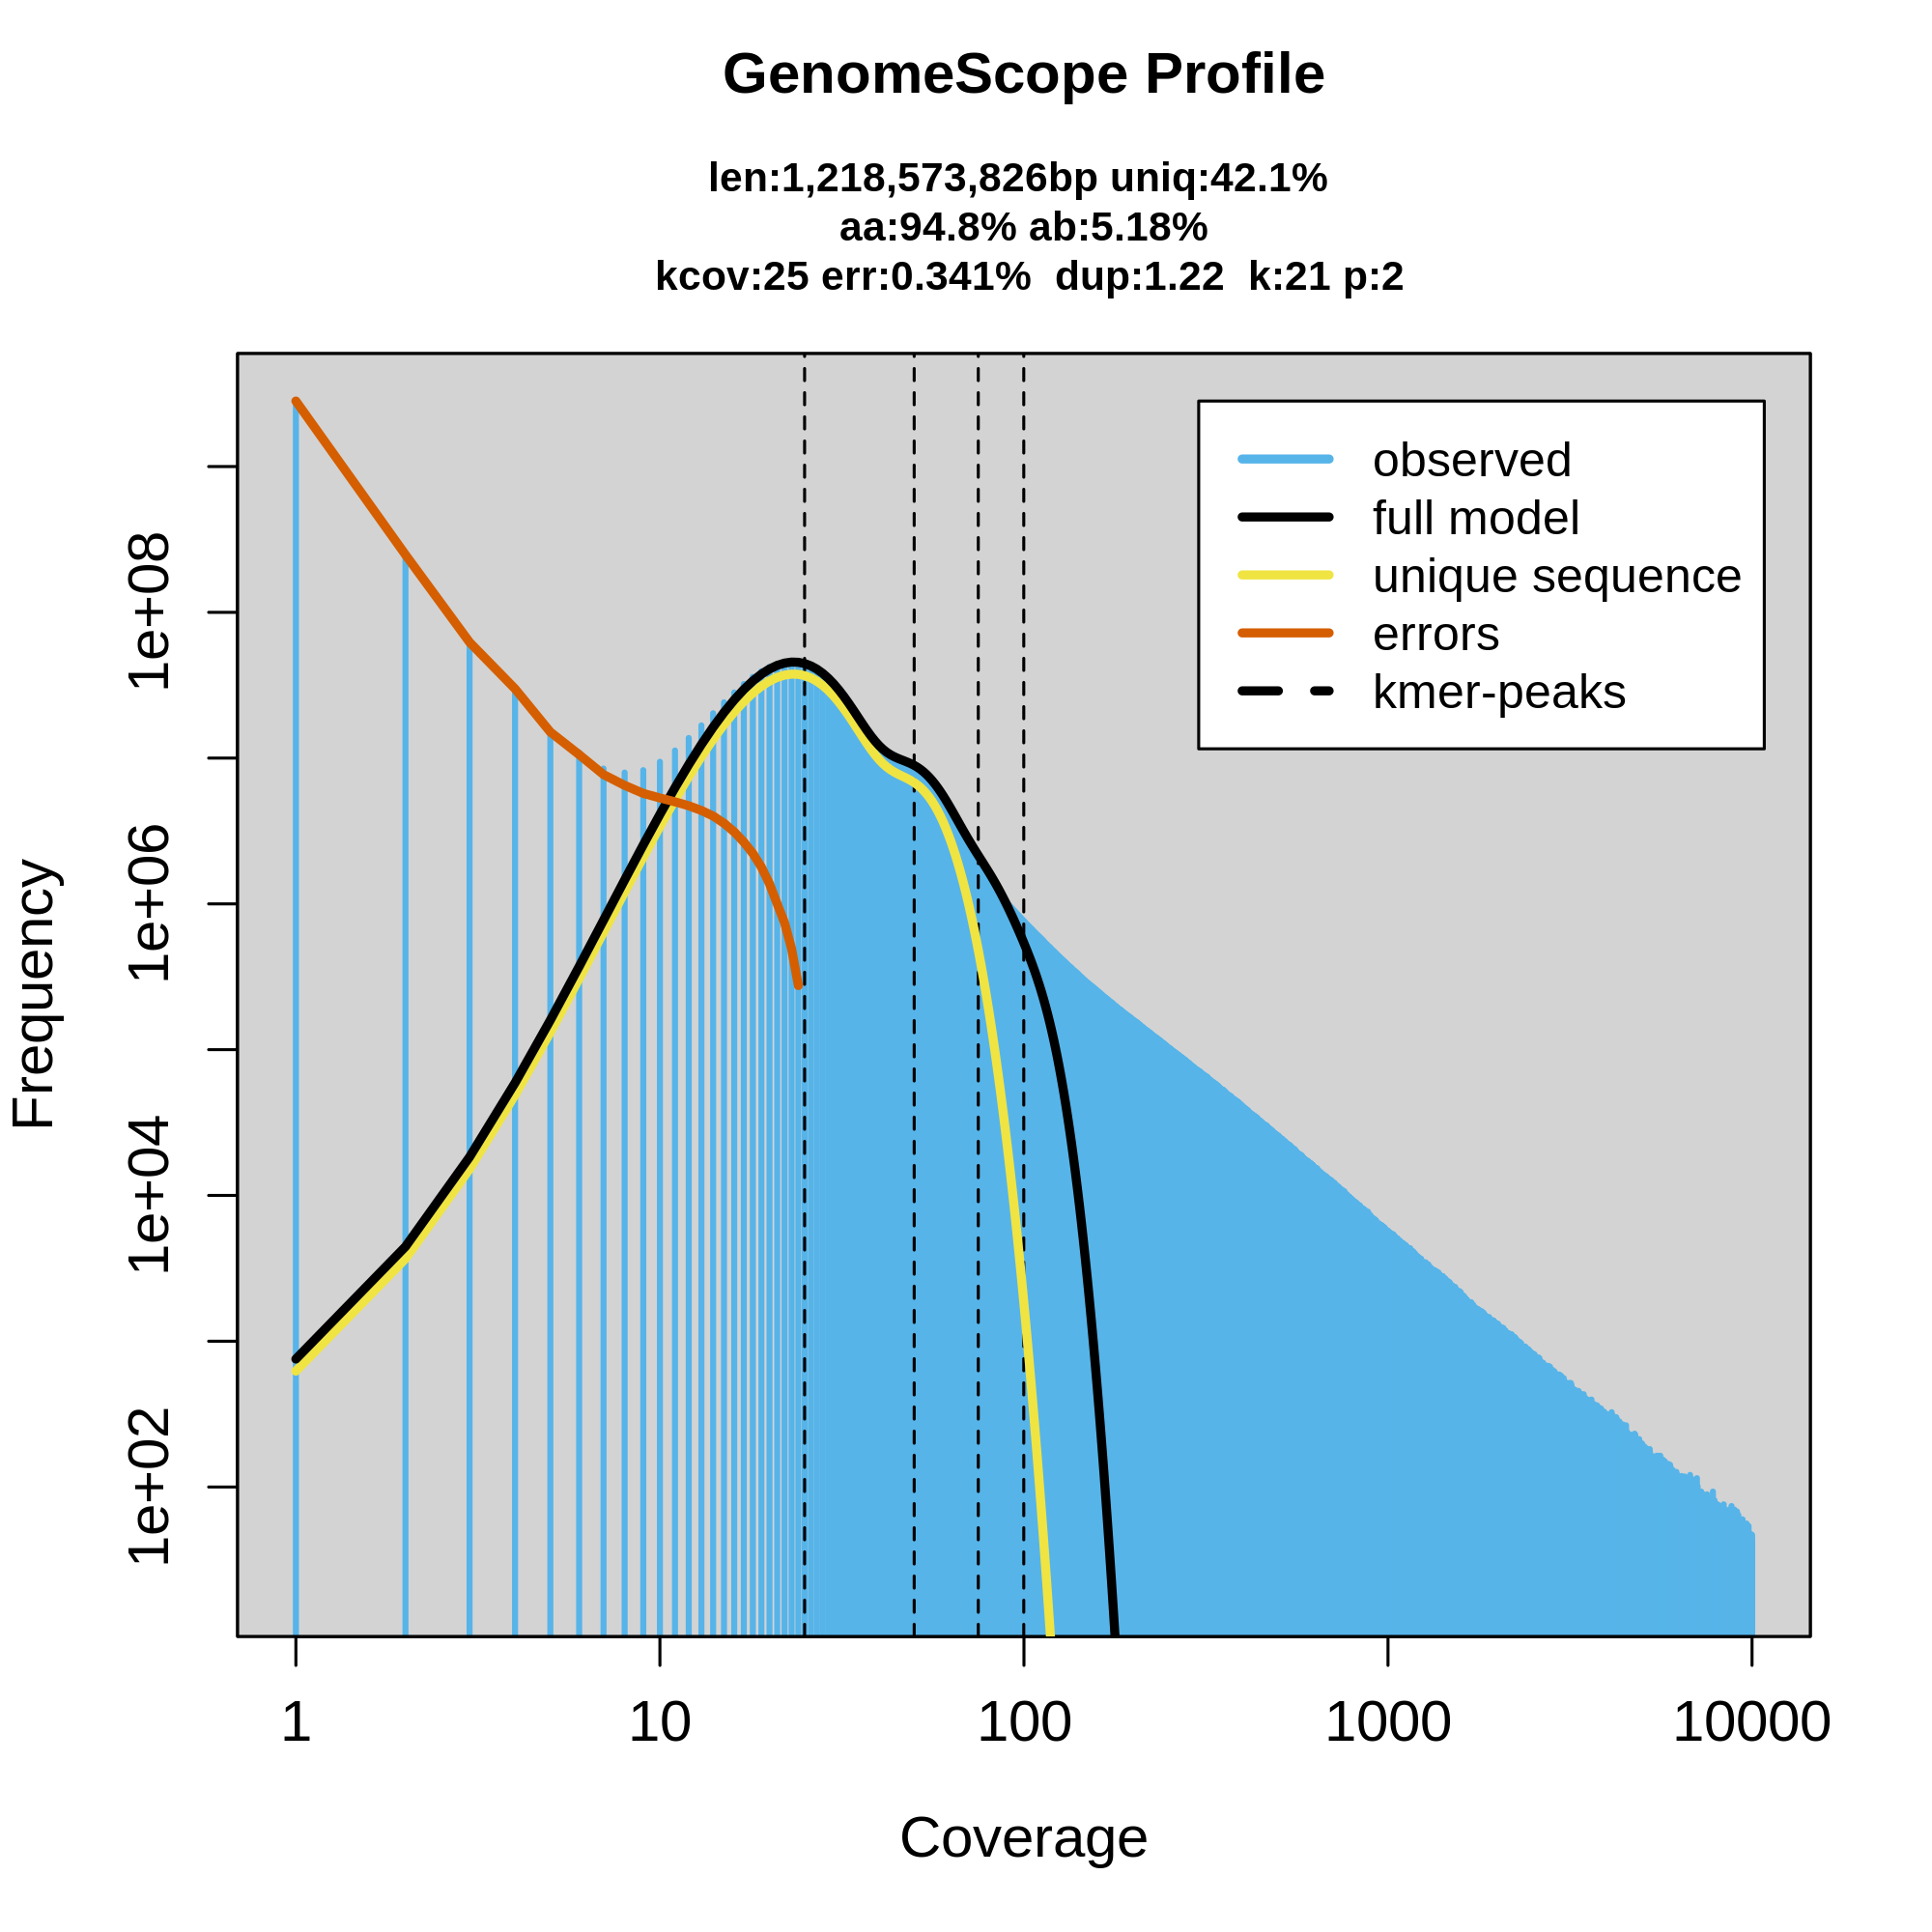 GenomeScope Profile
len:1,218,573,826bp uniq:42.1%
aa:94.8% ab:5.18%
kcov:25 err:0.341%  dup:1.22  k:21 p:2
observed
full model
unique sequence
errors
kmer-peaks
Frequency
1e+08
1e+06
1e+04
1e+02
1 10 100 1000 10000
Coverage